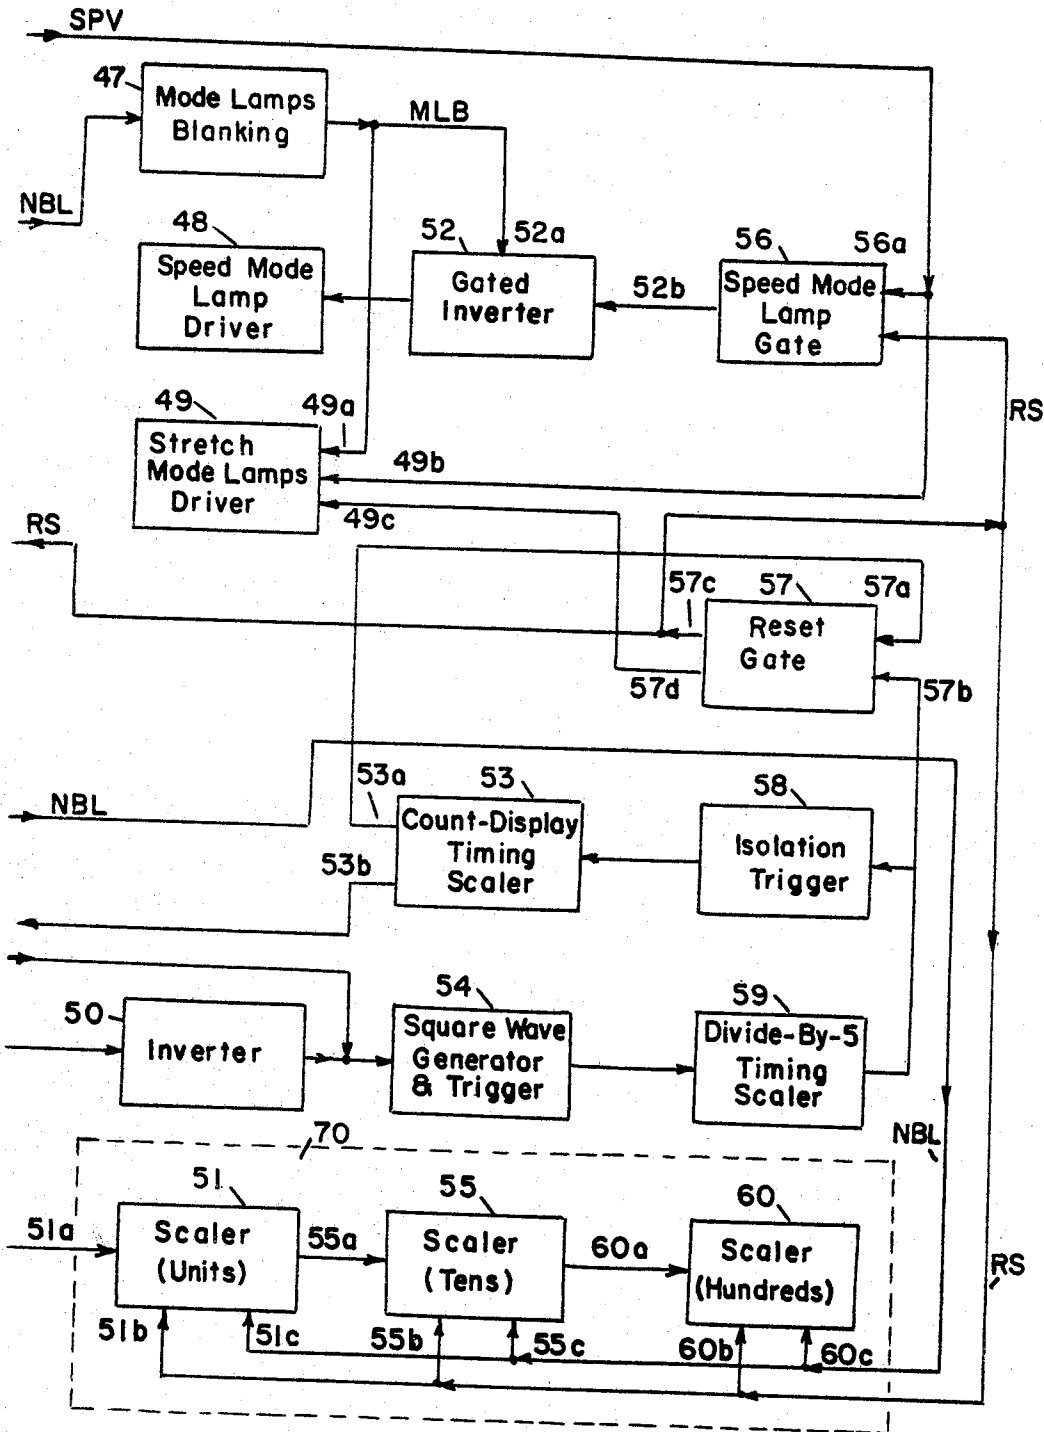 SPV
47
Mode Lamps
Blanking
MLB
NBL
48
Speed Mode
Lamp
Driver
52
52a
Gated
Inverter
52b
56
56a
Speed Mode
Lamp
Gate
RS
49
49a
Stretch
Mode Lamps
Driver
49b
49c
RS
57c
57
57a
Reset
Gate
57d
57b
NBL
53a
53
Count-Display
Timing
Scaler
53b
58
Isolation
Trigger
50
Inverter
54
Square Wave
Generator
& Trigger
59
Divide-By-5
Timing
Scaler
NBL
70
51a
51
Scaler
(Units)
55a
55
Scaler
(Tens)
60a
60
Scaler
(Hundreds)
RS
51b
51c
55b
55c
60b
60c